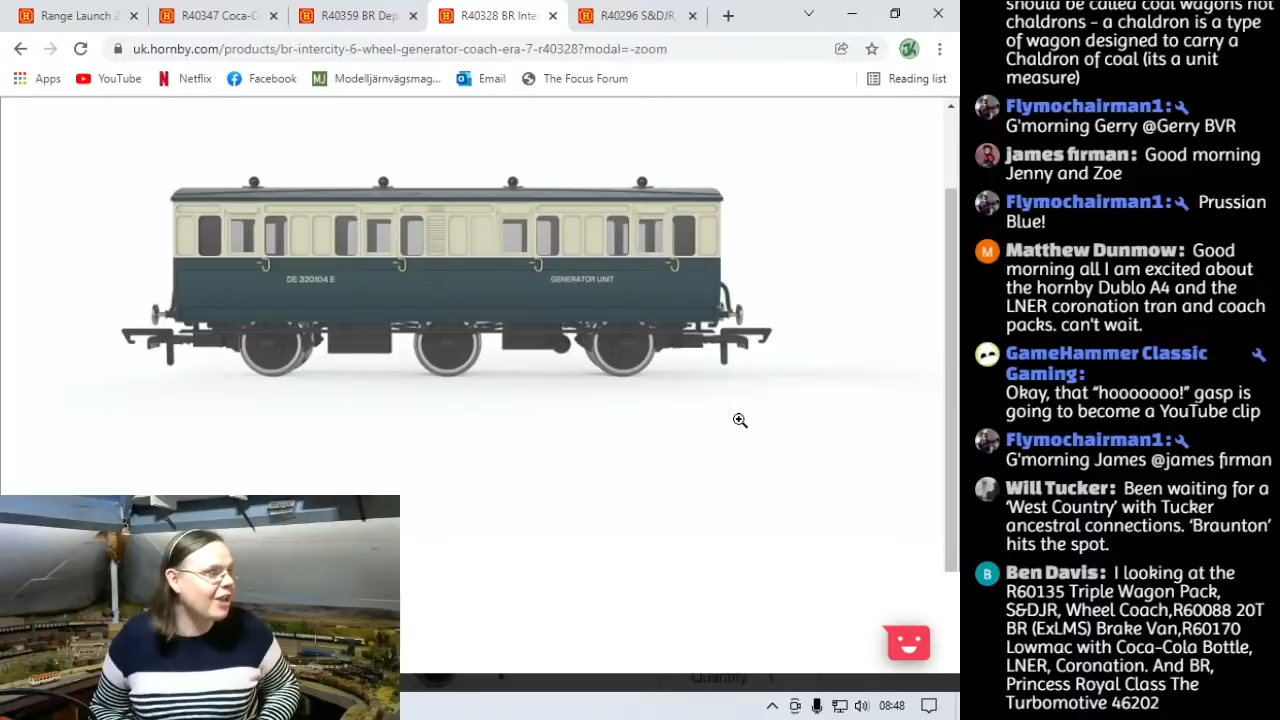 Range Launch 2
R40347 Coca-C
R40359 BR Dep
R40328 BR Inte
R40296 S&DJR,
uk.hornby.com/products/br-intercity-6-wheel-generator-coach-era-7-r40328?modal=-zoom
Apps YouTube Netflix Facebook Modelljärnvägsmag... Email The Focus Forum Reading list
DE 320104 E GENERATOR UNIT
Quantity
08:48
should be called coal wagons not
chaldrons - a chaldron is a type
of wagon designed to carry a
Chaldron of coal (its a unit
measure)
Flymochairman1:
G'morning Gerry @Gerry BVR
james firman: Good morning
Jenny and Zoe
Flymochairman1: Prussian
Blue!
Matthew Dunmow: Good
morning all I am excited about
the hornby Dublo A4 and the
LNER coronation tran and coach
packs. can't wait.
GameHammer Classic
Gaming:
Okay, that “hooooooo!” gasp is
going to become a YouTube clip
Flymochairman1:
G'morning James @james firman
Will Tucker: Been waiting for a
‘West Country’ with Tucker
ancestral connections. ‘Braunton’
hits the spot.
Ben Davis: I looking at the
R60135 Triple Wagon Pack,
S&DJR, Wheel Coach,R60088 20T
BR (ExLMS) Brake Van,R60170
Lowmac with Coca-Cola Bottle,
LNER, Coronation. And BR,
Princess Royal Class The
Turbomotive 46202